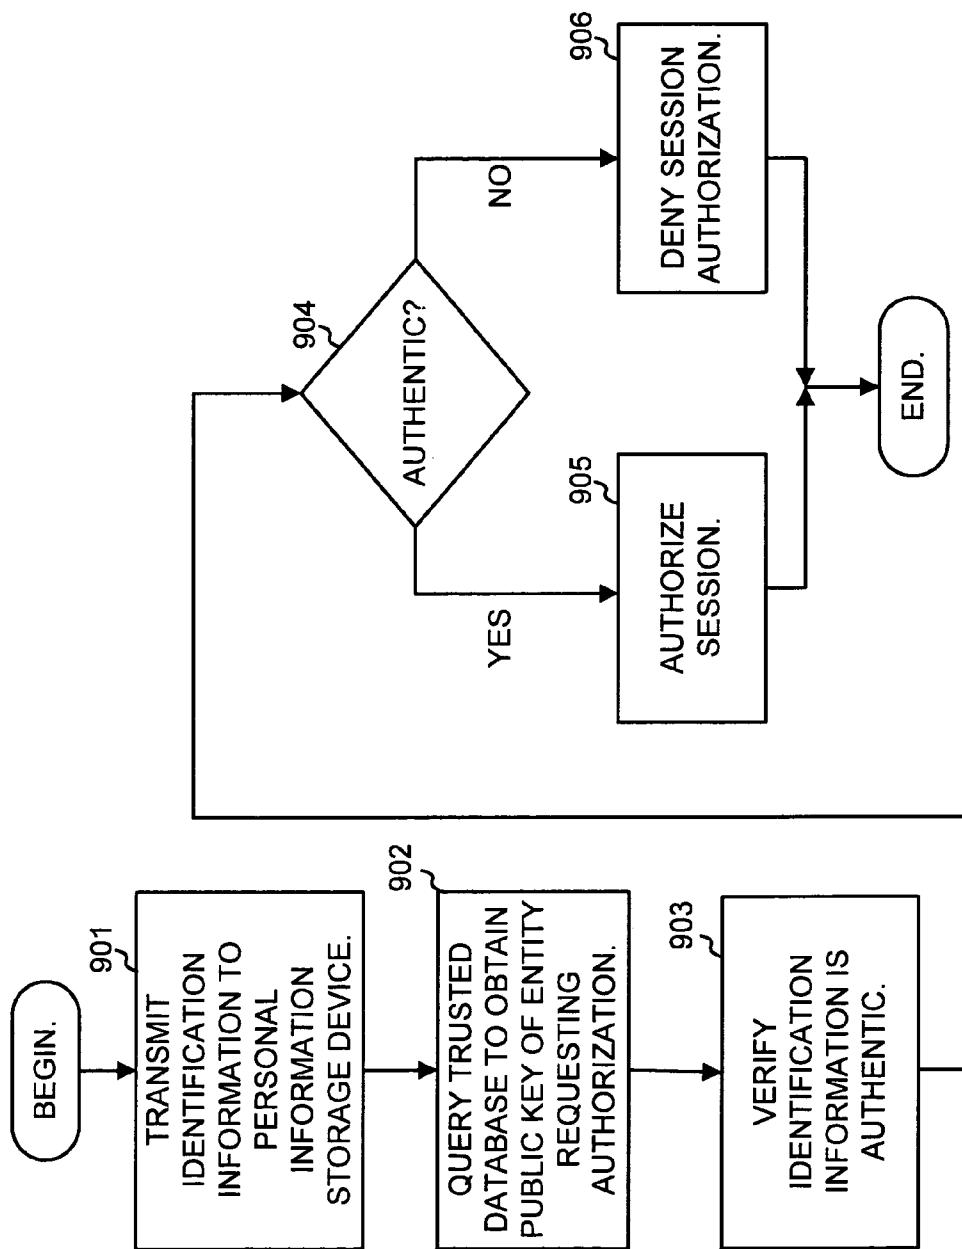 BEGIN.
901
TRANSMIT
IDENTIFICATION
INFORMATION TO
PERSONAL
INFORMATION
STORAGE DEVICE.
902
QUERY TRUSTED
DATABASE TO OBTAIN
PUBLIC KEY OF ENTITY
REQUESTING
AUTHORIZATION.
903
VERIFY
IDENTIFICATION
INFORMATION IS
AUTHENTIC.
904
AUTHENTIC?
YES
NO
905
AUTHORIZE
SESSION.
906
DENY SESSION
AUTHORIZATION.
END.